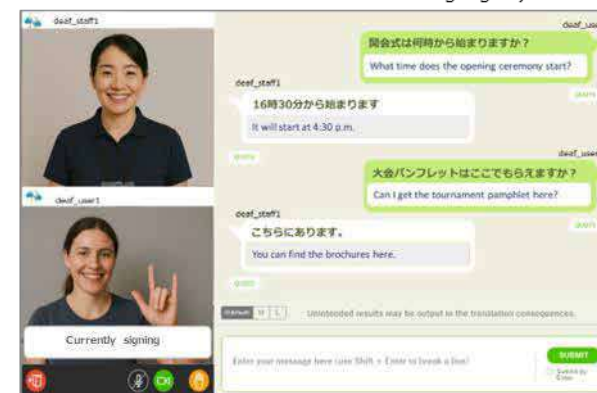 deaf_staff1
deaf_user1
Currently signing
deaf_use
開会式は何時から始まりますか？
What time does the opening ceremony start?
deaf_staff1
16時30分から始まります
It will start at 4:30 p.m.
deaf_user
大会パンフレットはここでもらえますか？
Can I get the tournament pamphlet here?
deaf_staff1
こちらにあります。
You can find the brochures here.
M L
Unintended results may be output in the translation consequences.
Enter your message here (use Shift + Enter to break a line)
SUBMIT